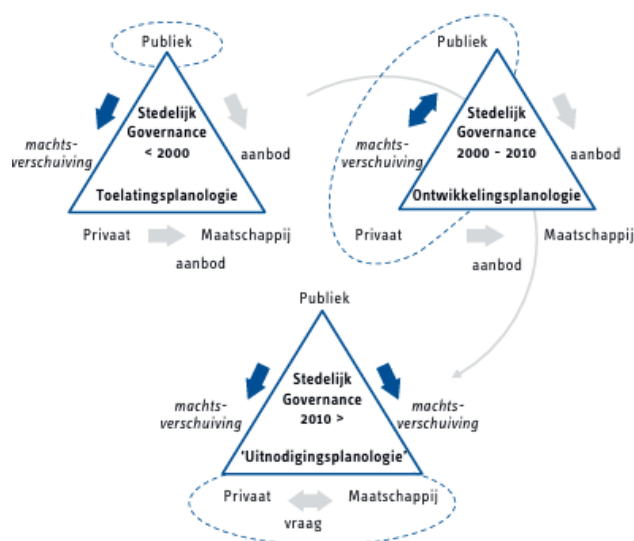 Publiek
Stedelijk
Governance
< 2000
machts-
verschuiving
aanbod
Toelatingsplanologie
Privaat
Maatschappij
aanbod
Publiek
Stedelijk
Governance
2000 - 2010
machts-
verschuiving
aanbod
Ontwikkelingsplanologie
Privaat
Maatschappij
aanbod
Publiek
Stedelijk
Governance
2010 >
machts-
verschuiving
machts-
verschuiving
'Uitnodigingsplanologie'
Privaat
Maatschappij
vraag